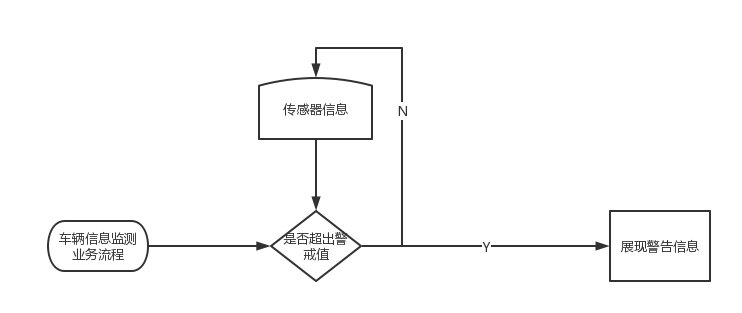 传感器信息
N
车辆信息监测
业务流程
是否超出警
戒值
Y
展现警告信息